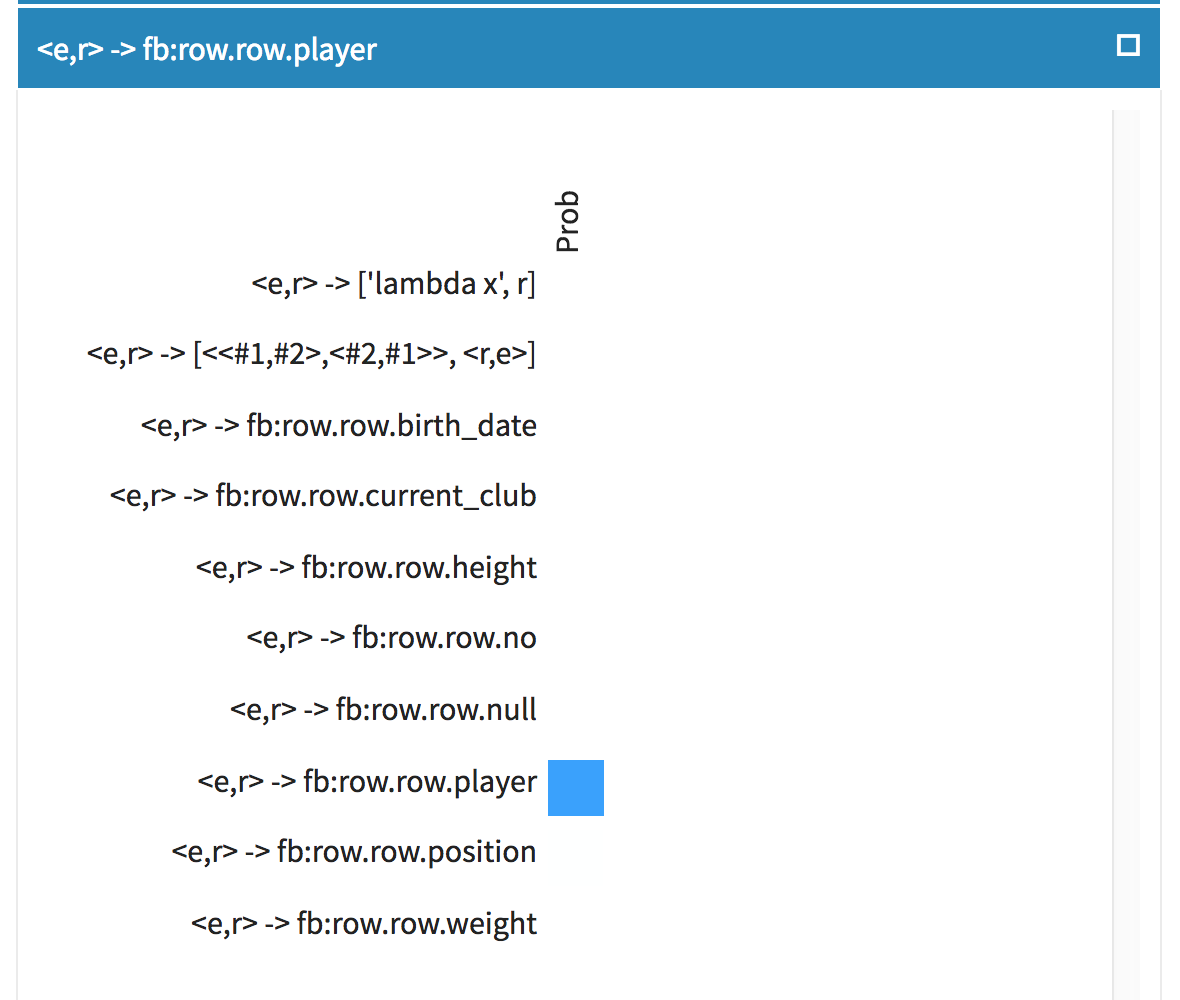 <e,r> -> fb:row.row.player
Prob
<e,r> -> ['lambda x', r]
<e,r> -> [<<#1,#2>,<#2,#1>>, <r,e>]
<e,r> -> fb:row.row.birth_date
<e,r> -> fb:row.row.current_club
<e,r> -> fb:row.row.height
<e,r> -> fb:row.row.no
<e,r> -> fb:row.row.null
<e,r> -> fb:row.row.player
<e,r> -> fb:row.row.position
<e,r> -> fb:row.row.weight